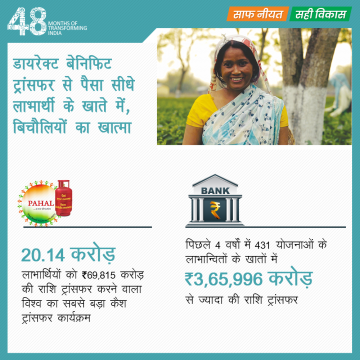 48 MONTHS OF
TRANSFORMING
INDIA
साफ नीयत सही विकास
डायरेक्ट बेनिफिट
ट्रांसफर से पैसा सीधे
लाभार्थी के खाते में,
बिचौलियों का खात्मा
PAHAL
BANK
20.14 करोड़
लाभार्थियों को ₹69,815 करोड़
की राशि ट्रांसफर करने वाला
विश्व का सबसे बड़ा कैश
ट्रांसफर कार्यक्रम
पिछले 4 वर्षों में 431 योजनाओं के
लाभान्वितों के खातों में
₹3,65,996 करोड़
से ज्यादा की राशि ट्रांसफर